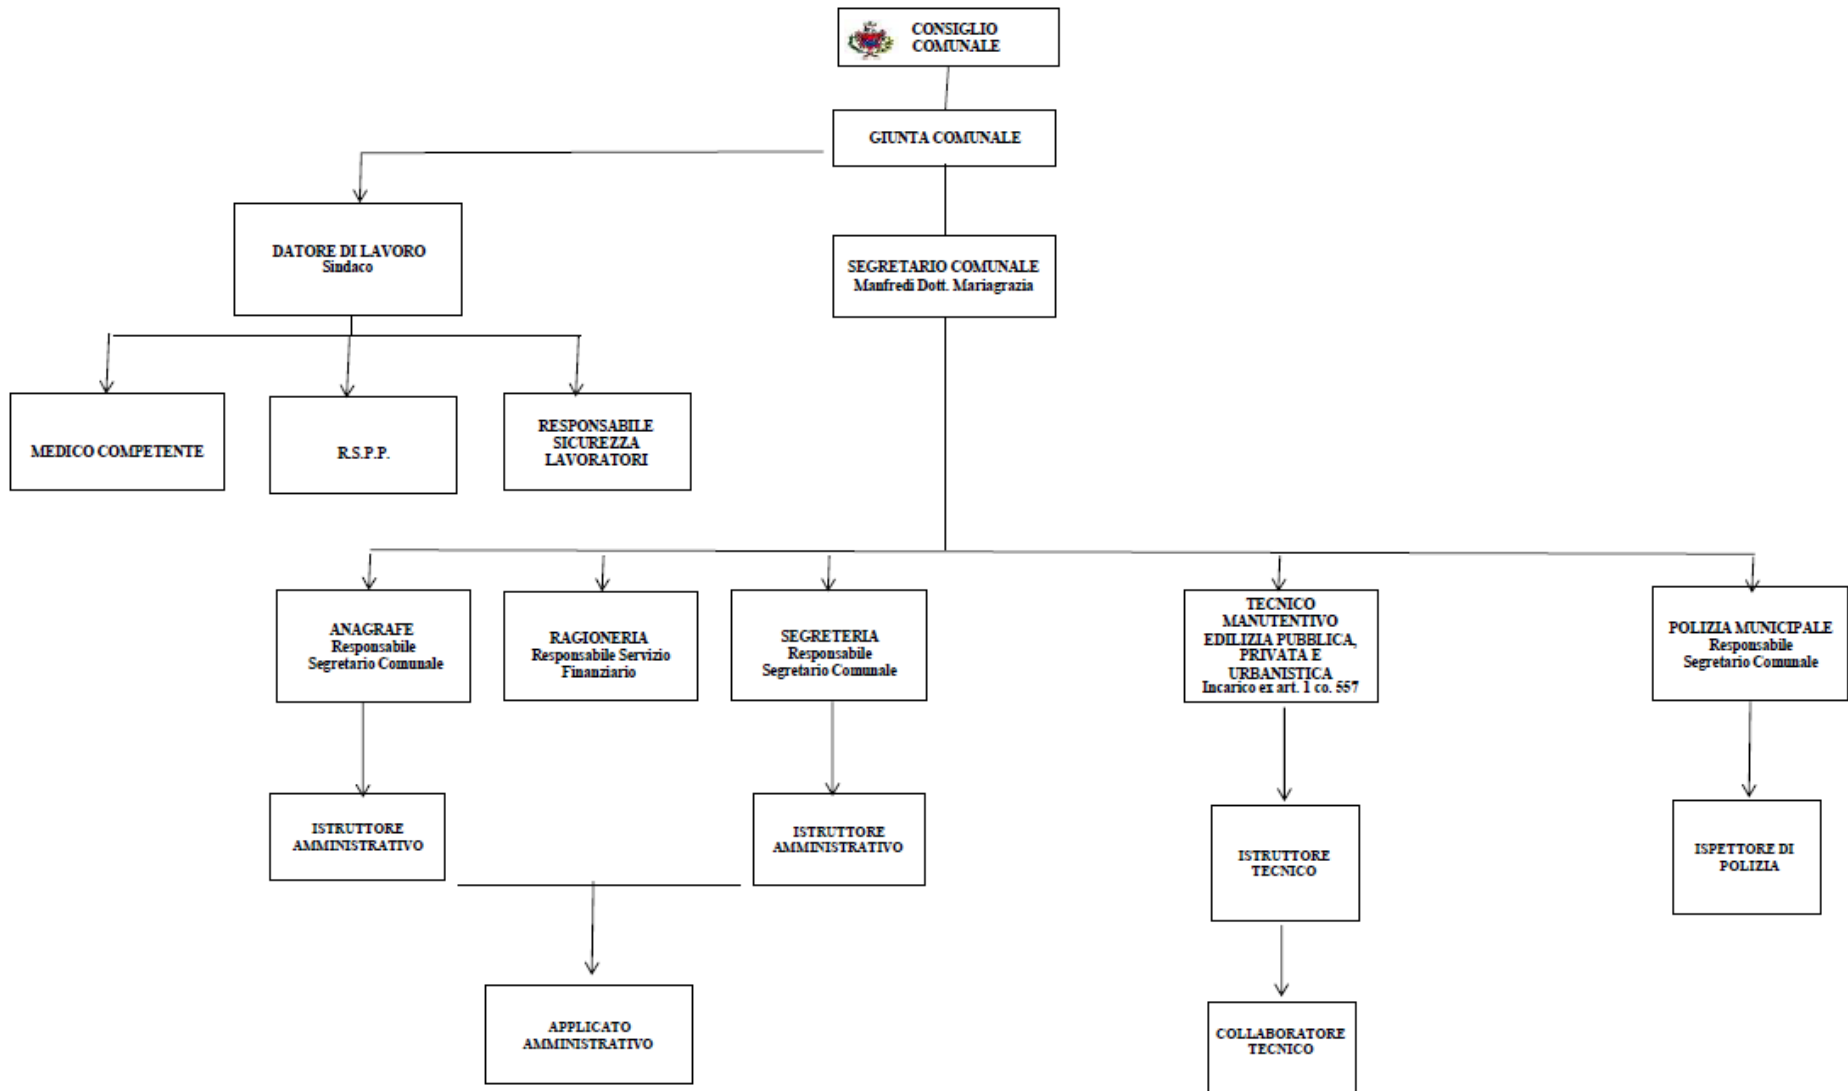 CONSIGLIO
COMUNALE
GIUNTA COMUNALE
DATORE DI LAVORO
Sindaco
SEGRETARIO COMUNALE
Manfredi Dott. Mariagrazia
MEDICO COMPETENTE
R.S.P.P.
RESPONSABILE
SICUREZZA
LAVORATORI
ANAGRAFE
Responsabile
Segretario Comunale
RAGIONERIA
Responsabile Servizio
Finanziario
SEGRETERIA
Responsabile
Segretario Comunale
TECNICO
MANUTENTIVO
EDILIZIA PUBBLICA,
PRIVATA E
URBANISTICA
Incarico ex art. 1 co. 557
POLIZIA MUNICIPALE
Responsabile
Segretario Comunale
ISTRUTTORE
AMMINISTRATIVO
ISTRUTTORE
AMMINISTRATIVO
ISTRUTTORE
TECNICO
ISPETTORE DI
POLIZIA
APPLICATO
AMMINISTRATIVO
COLLABORATORE
TECNICO